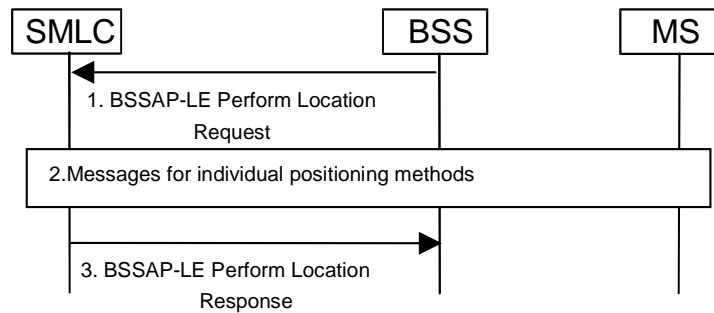 SMLC
BSS
MS
1. BSSAP-LE Perform Location
Request
2.Messages for individual positioning methods
3. BSSAP-LE Perform Location
Response